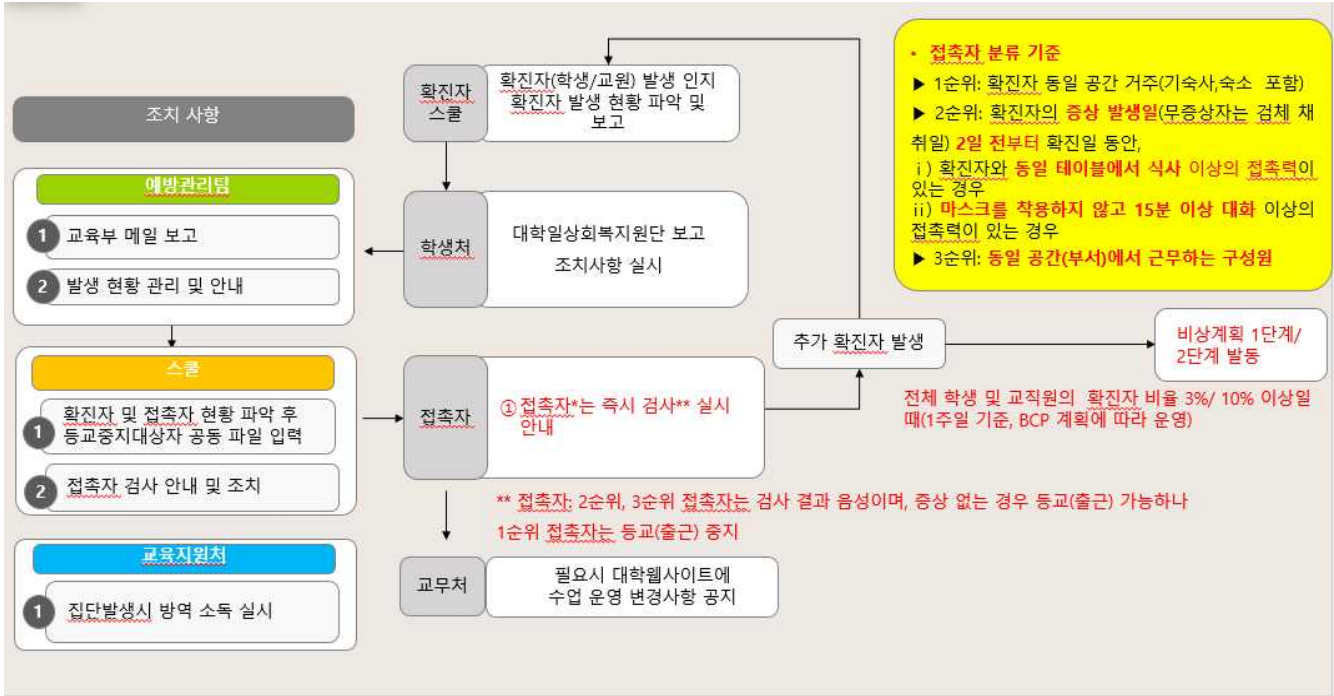 조치 사항
예방관리팀
1 교육부 메일 보고
2 발생 현황 관리 및 안내
스쿨
1 확진자 및 접촉자 현황 파악 후
등교중지대상자 공동 파일 입력
2 접촉자 검사 안내 및 조치
교육지원처
1 집단발생시 방역 소독 실시
확진자
스쿨
확진자(학생/교원) 발생 인지
확진자 발생 현황 파악 및
보고
학생처
대학일상회복지원단 보고
조치사항 실시
접촉자
① 접촉자*는 즉시 검사** 실시
안내
** 접촉자: 2순위, 3순위 접촉자는 검사 결과 음성이며, 증상 없는 경우 등교(출근) 가능하나
1순위 접촉자는 등교(출근) 중지
교무처
필요시 대학웹사이트에
수업 운영 변경사항 공지
추가 확진자 발생
비상계획 1단계/
2단계 발동
전체 학생 및 교직원의 확진자 비율 3%/ 10% 이상일
때(1주일 기준, BCP 계획에 따라 운영)
• 접촉자 분류 기준
▶ 1순위: 확진자 동일 공간 거주(기숙사,숙소 포함)
▶ 2순위: 확진자의 증상 발생일(무증상자는 검체 채
취일) 2일 전부터 확진일 동안,
ⅰ) 확진자와 동일 테이블에서 식사 이상의 접촉력이
있는 경우
ii) 마스크를 착용하지 않고 15분 이상 대화 이상의
접촉력이 있는 경우
▶ 3순위: 동일 공간(부서)에서 근무하는 구성원